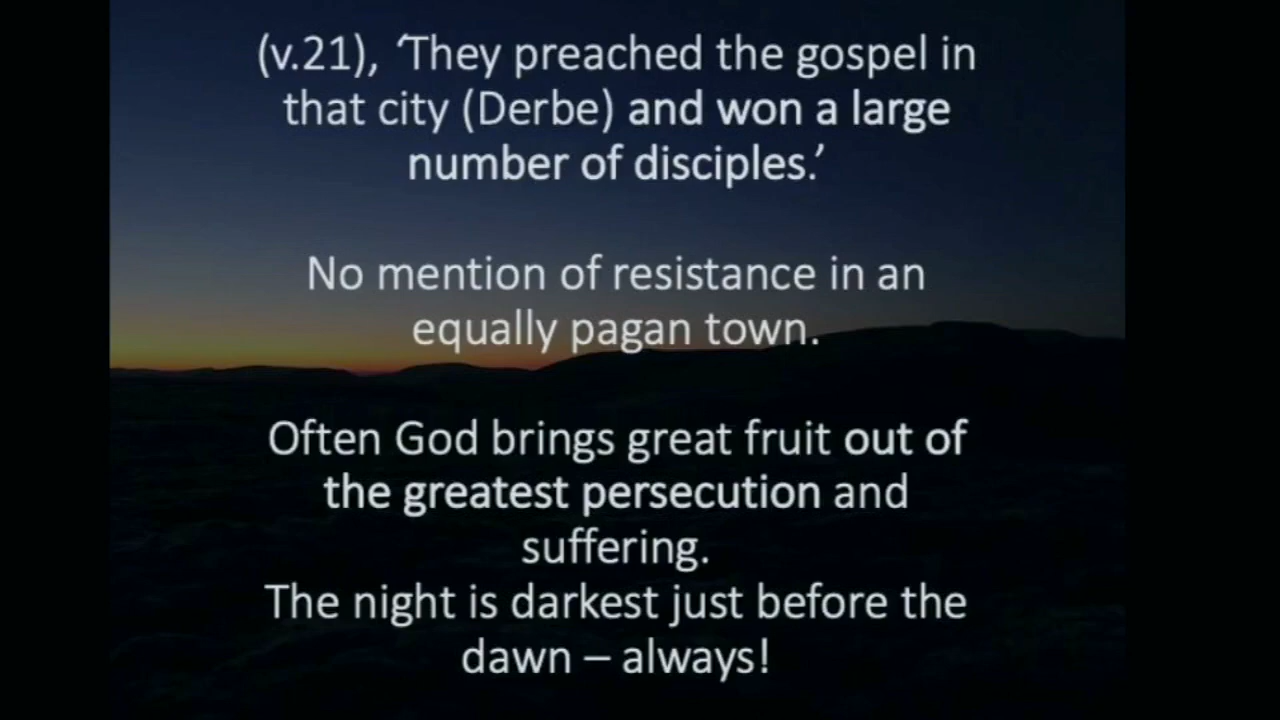 (v.21), ‘They preached the gospel in
that city (Derbe) and won a large
number of disciples.’
No mention of resistance in an
equally pagan town.
Often God brings great fruit out of
the greatest persecution and
suffering.
The night is darkest just before the
dawn – always!